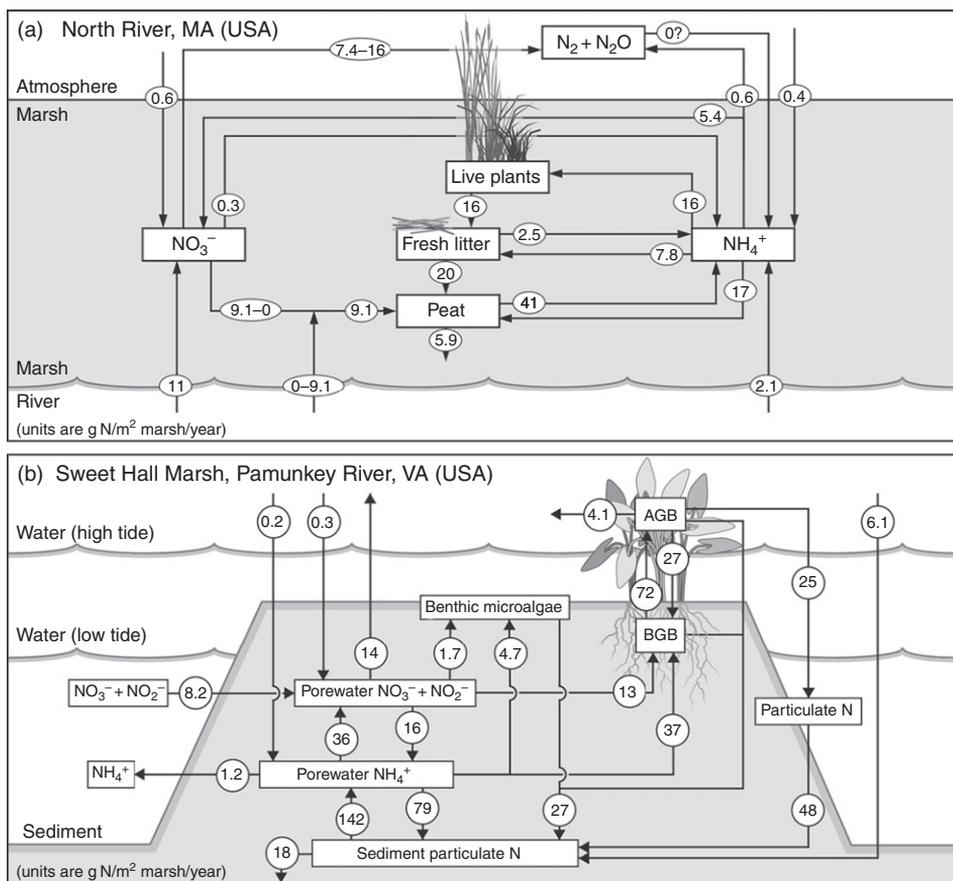 (a) North River, MA (USA)
N₂ + N₂O
0?
7.4–16
Atmosphere
0.6
0.6
0.4
Marsh
5.4
Live plants
0.3
16
16
NO₃⁻
Fresh litter
2.5
NH₄⁺
7.8
20
17
9.1–0
9.1
Peat
41
5.9
Marsh
11
0–9.1
2.1
River
(units are g N/m² marsh/year)
(b) Sweet Hall Marsh, Pamunkey River, VA (USA)
0.2
0.3
4.1
AGB
6.1
Water (high tide)
27
25
72
Benthic microalgae
Water (low tide)
BGB
14
1.7
4.7
NO₃⁻ + NO₂⁻
8.2
Porewater NO₃⁻ + NO₂⁻
13
Particulate N
36
16
37
NH₄⁺
1.2
Porewater NH₄⁺
142
79
27
48
Sediment
18
Sediment particulate N
(units are g N/m² marsh/year)